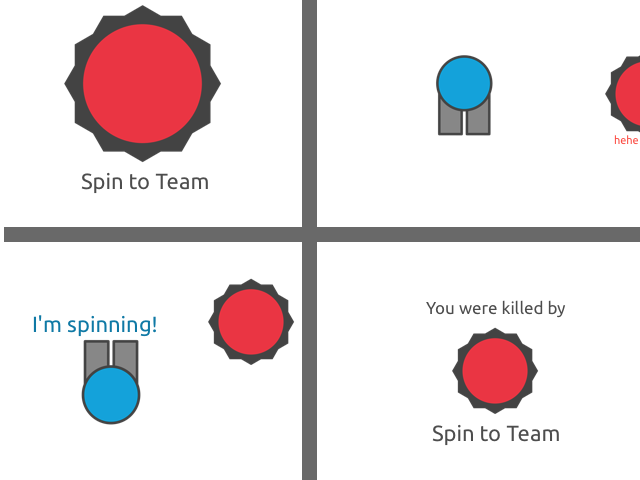 Spin to Team
hehe
I'm spinning!
You were killed by
Spin to Team